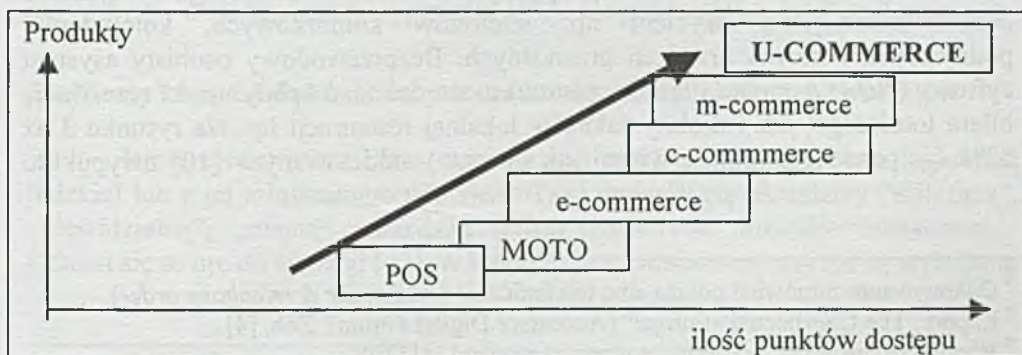 Produkty
U-COMMERCE
m-commerce
c-commmerce
e-commerce
MOTO
POS
ilość punktów dostępu